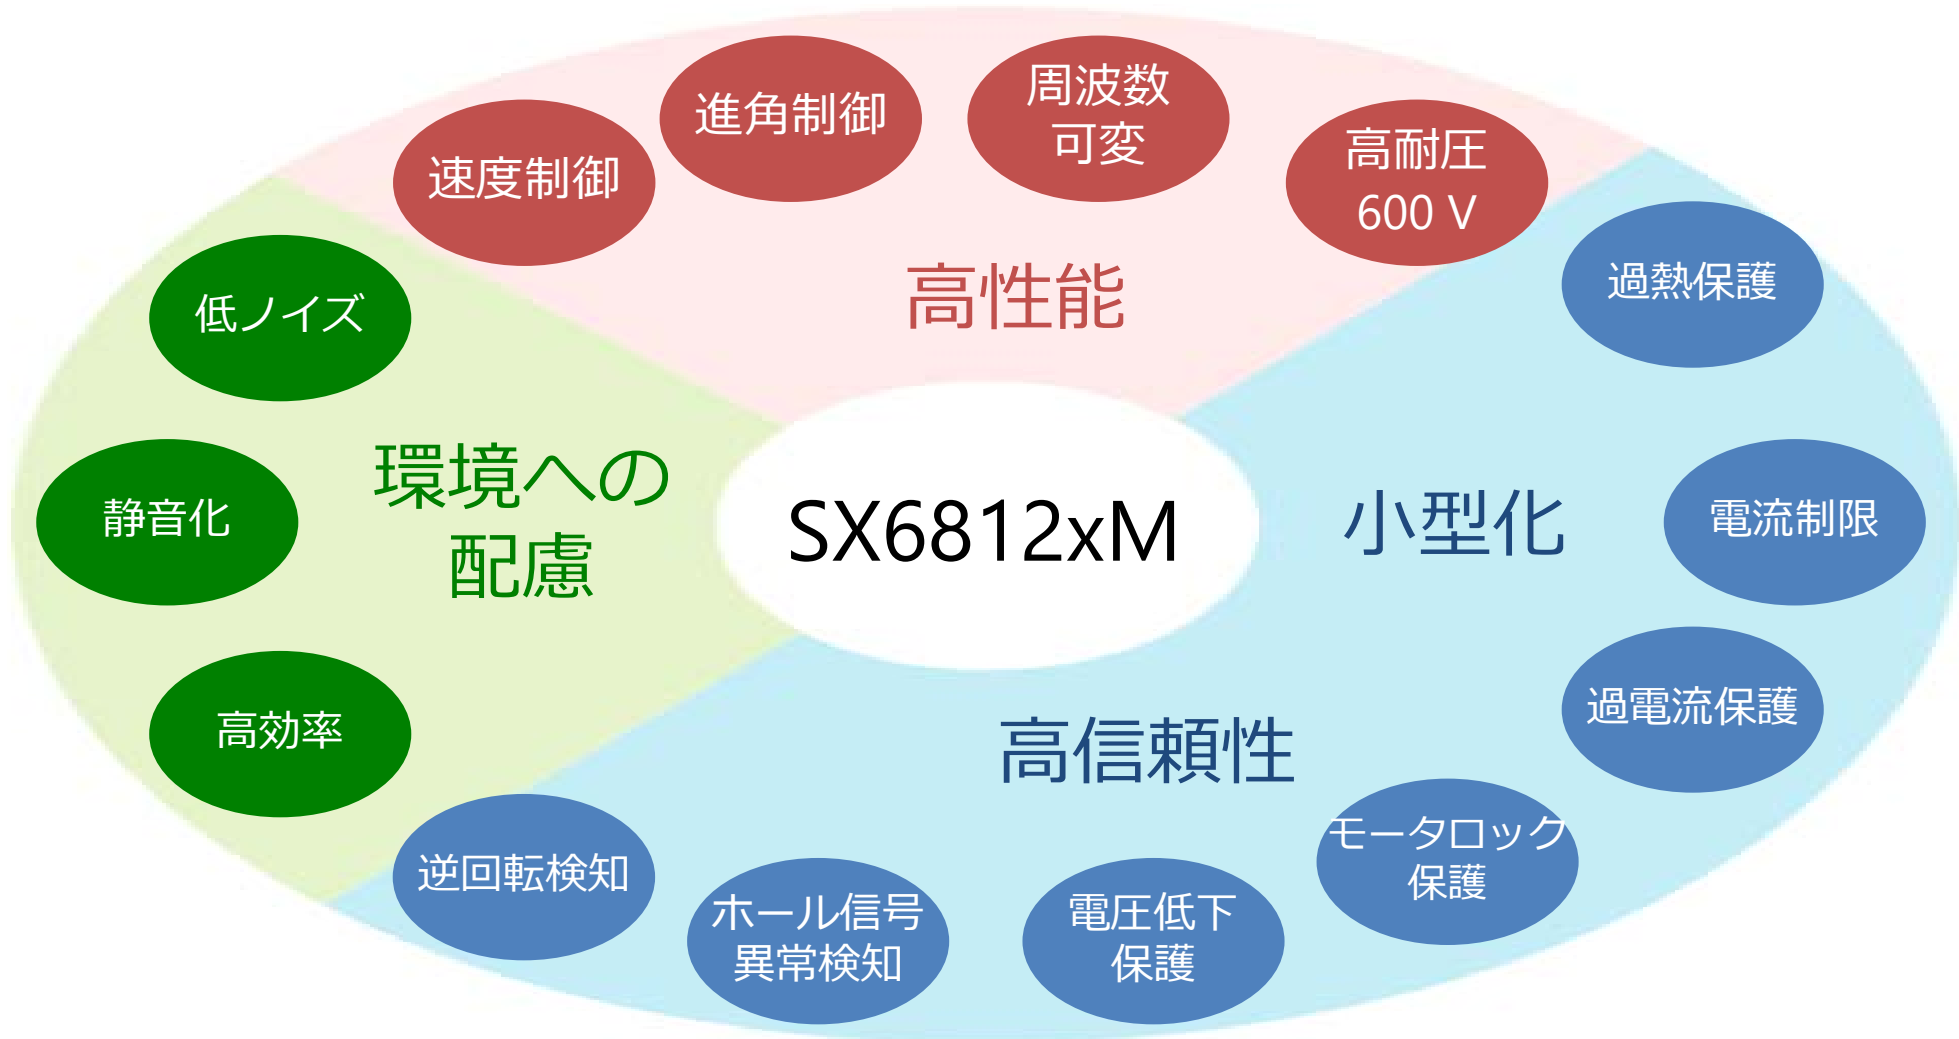 進角制御
周波数
可変
速度制御
高耐圧
600 V
過熱保護
低ノイズ
高性能
環境への
配慮
静音化
SX6812xM
小型化
電流制限
高効率
高信頼性
過電流保護
モータロック
保護
逆回転検知
ホール信号
異常検知
電圧低下
保護